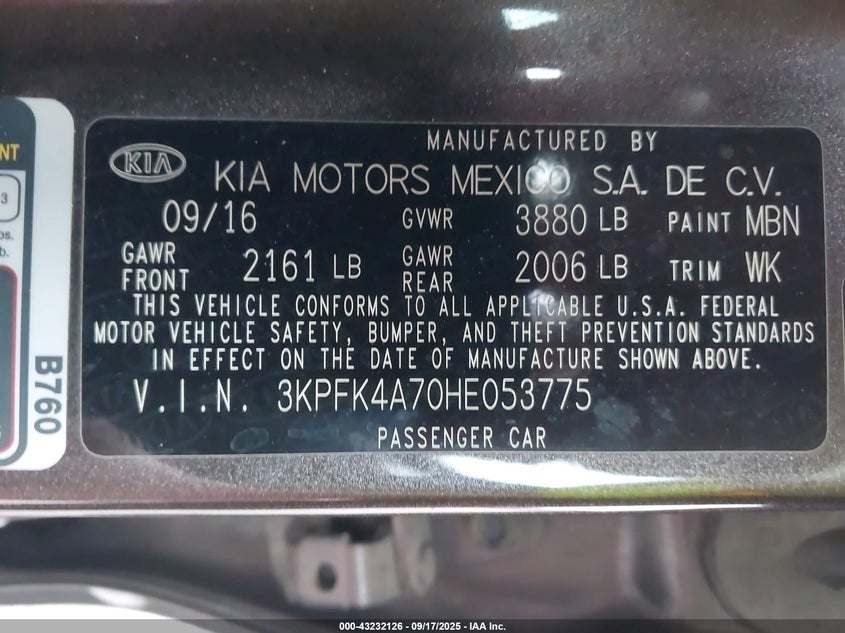 MANUFACTURED BY
KIA KIA MOTORS MEXICO S.A. DE C.V.
09/16 GVWR 3880 LB PAINT MBN
GAWR FRONT 2161 LB GAWR REAR 2006 LB TRIM WK
THIS VEHICLE CONFORMS TO ALL APPLICABLE U.S.A. FEDERAL
MOTOR VEHICLE SAFETY, BUMPER, AND THEFT PREVENTION STANDARDS
IN EFFECT ON THE DATE OF MANUFACTURE SHOWN ABOVE.
V.I.N. 3KPFK4A70HE053775
PASSENGER CAR
NT
3
os.
b.
B760
000-43232126 - 09/17/2025 - IAA Inc.